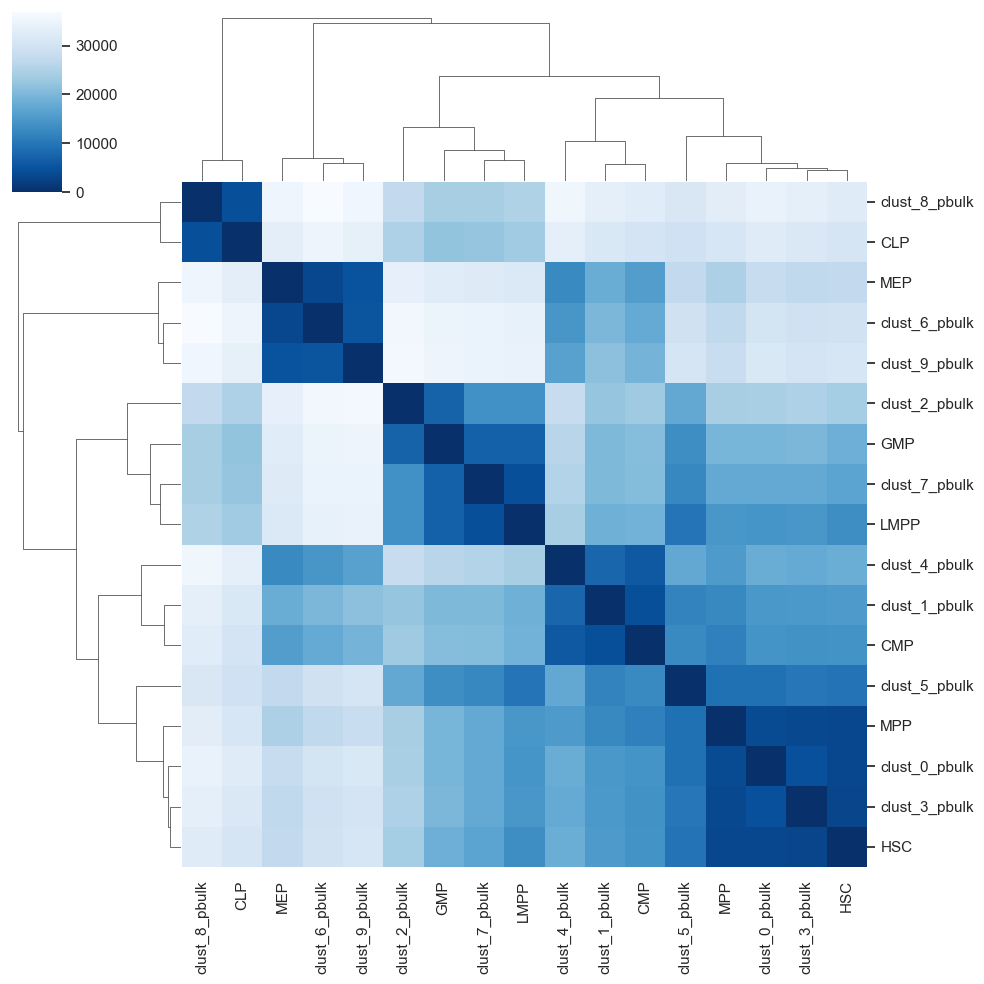 30000
20000
10000
0
clust_8_pbulk
CLP
MEP
clust_6_pbulk
clust_9_pbulk
clust_2_pbulk
GMP
clust_7_pbulk
LMPP
clust_4_pbulk
clust_1_pbulk
CMP
clust_5_pbulk
MPP
clust_0_pbulk
clust_3_pbulk
HSC
clust_8_pbulk
CLP
MEP
clust_6_pbulk
clust_9_pbulk
clust_2_pbulk
GMP
clust_7_pbulk
LMPP
clust_4_pbulk
clust_1_pbulk
CMP
clust_5_pbulk
MPP
clust_0_pbulk
clust_3_pbulk
HSC